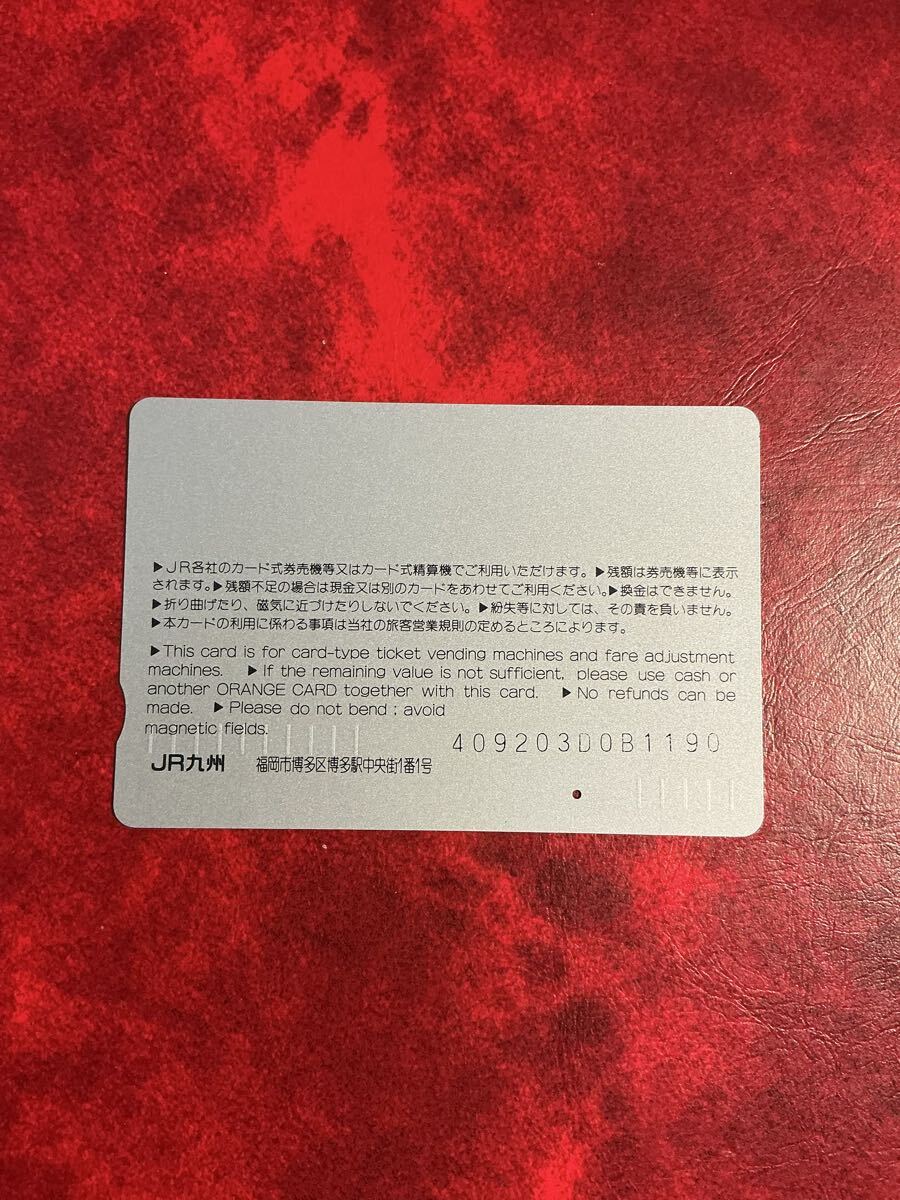 ▶JR各社のカード式券売機等又はカード式精算機でご利用いただけます。▶残額は券売機等に表示
されます。▶残額不足の場合は現金又は別のカードをあわせてご利用ください。▶換金はできません。
▶折り曲げたり、磁気に近づけたりしないでください。▶紛失等に対しては、その責を負いません。
▶本カードの利用に係わる事項は当社の旅客営業規則の定めるところによります。
▶This card is for card-type ticket vending machines and fare adjustment
machines. ▶If the remaining value is not sufficient, please use cash or
another ORANGE CARD together with this card. ▶No refunds can be
made. ▶Please do not bend ; avoid
magnetic fields.
409203D0B1190
JR九州 福岡市博多区博多駅中央街1番1号